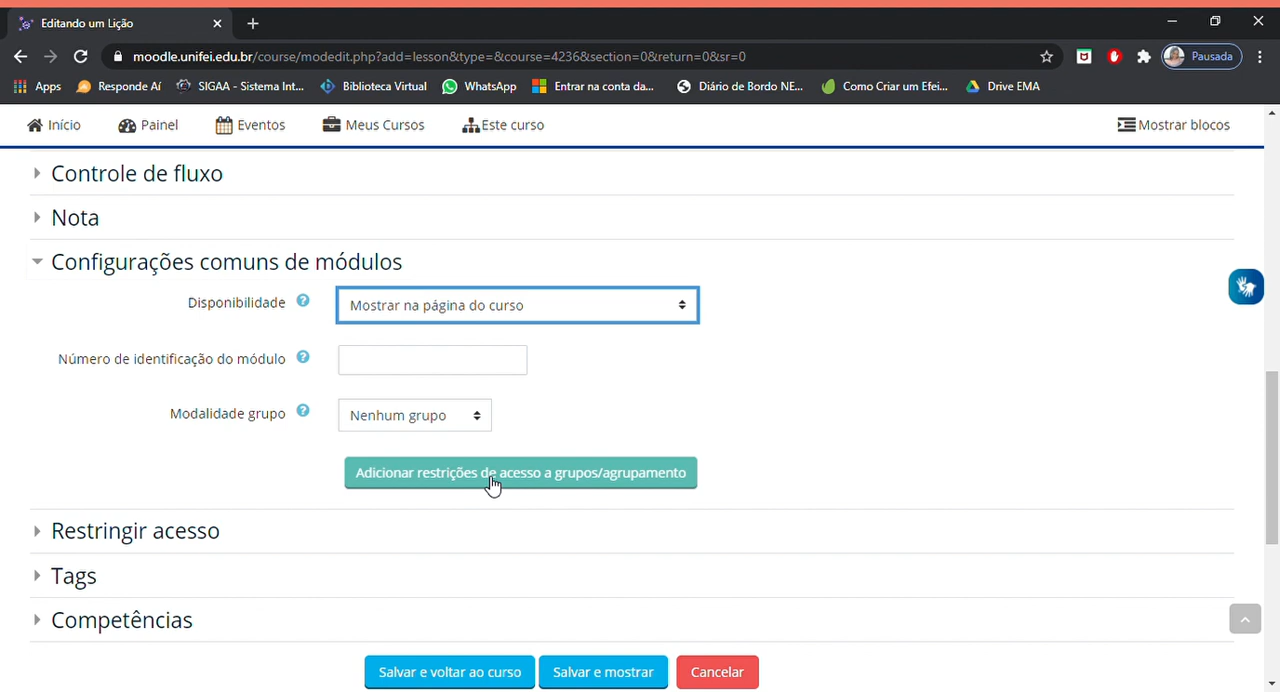 Editando um Lição
moodle.unifei.edu.br/course/modedit.php?add=lesson&type=&course=4236&section=0&return=0&sr=0
Pausada
Apps Responde Aí SIGAA - Sistema Int... Biblioteca Virtual WhatsApp Entrar na conta da... Diário de Bordo NE... Como Criar um Efei... Drive EMA
Início Painel Eventos Meus Cursos Este curso Mostrar blocos
Controle de fluxo
Nota
Configurações comuns de módulos
Disponibilidade ? Mostrar na página do curso
Número de identificação do módulo ?
Modalidade grupo ? Nenhum grupo
Adicionar restrições de acesso a grupos/agrupamento
Restringir acesso
Tags
Competências
Salvar e voltar ao curso Salvar e mostrar Cancelar